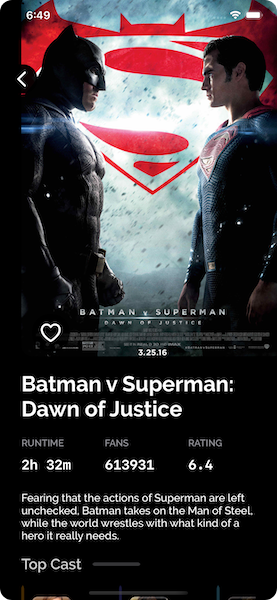 6:49
BATMAN v SUPERMAN
DAWN OF JUSTICE
3.25.16
Batman v Superman:
Dawn of Justice
RUNTIME FANS RATING
2h 32m 613931 6.4
Fearing that the actions of Superman are left
unchecked, Batman takes on the Man of Steel,
while the world wrestles with what kind of a
hero it really needs.
Top Cast